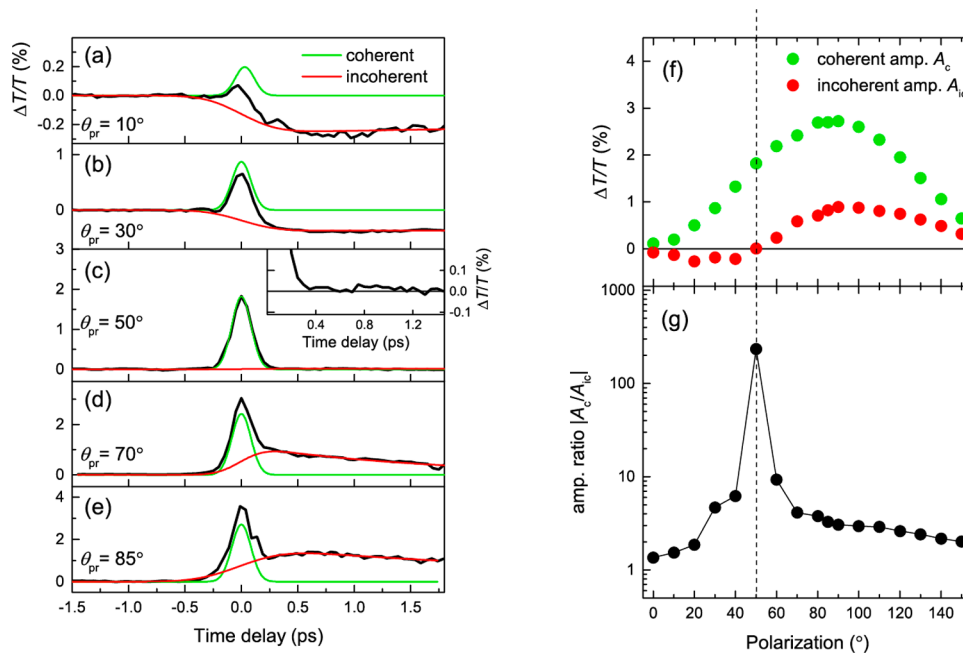 (a)
coherent
incoherent
ΔT/T (%)
0.2
0.0
-0.2
θpr = 10°
(b)
1
0
θpr = 30°
(c)
3
2
1
0
θpr = 50°
0.1
0.0
-0.1
ΔT/T (%)
0.4 0.8 1.2
Time delay (ps)
(d)
2
0
θpr = 70°
(e)
4
2
0
θpr = 85°
-1.5 -1.0 -0.5 0.0 0.5 1.0 1.5
Time delay (ps)
(f)
coherent amp. Ac
incoherent amp. Aic
ΔT/T (%)
4
3
2
1
0
(g)
amp. ratio |Ac/Aic|
1000
100
10
1
0 20 40 60 80 100 120 140
Polarization (°)